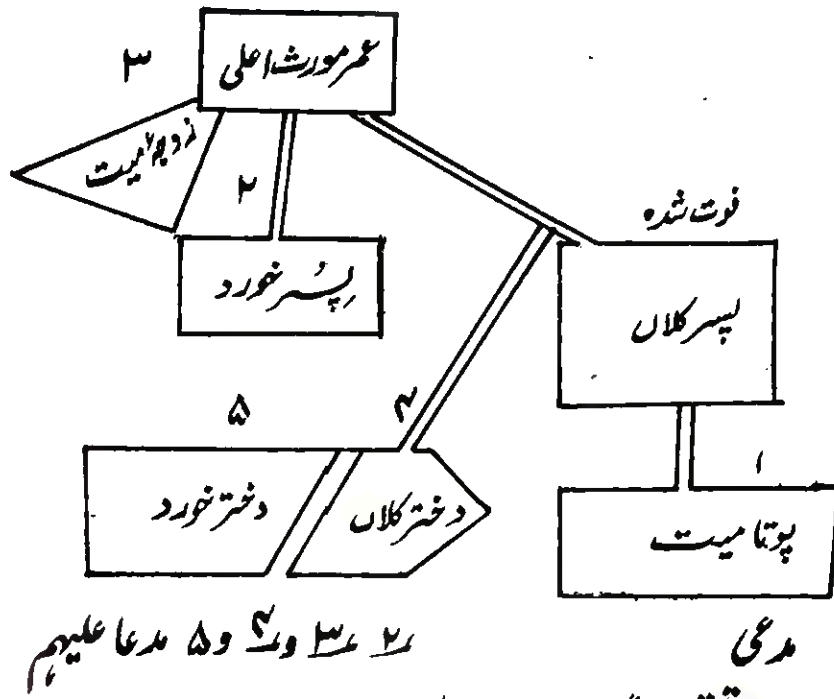 عمر مورث اعلی
۳
زوجۂ میت
۲
پسر خورد
فوت شدہ
پسر کلاں
۱
پوتا میت
۴
دختر کلاں
۵
دختر خورد
مدعی
۲ ۳ و ۴ و ۵ مدعا علیہم